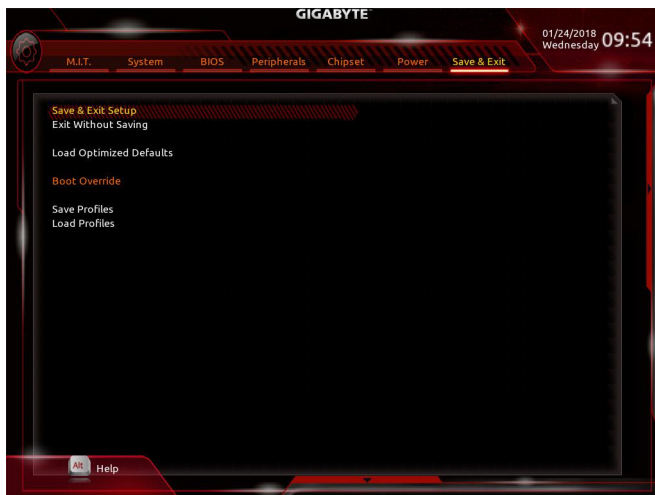 GIGABYTE™
01/24/2018
Wednesday 09:54
M.I.T. System BIOS Peripherals Chipset Power Save & Exit
Save & Exit Setup
Exit Without Saving
Load Optimized Defaults
Boot Override
Save Profiles
Load Profiles
Alt Help